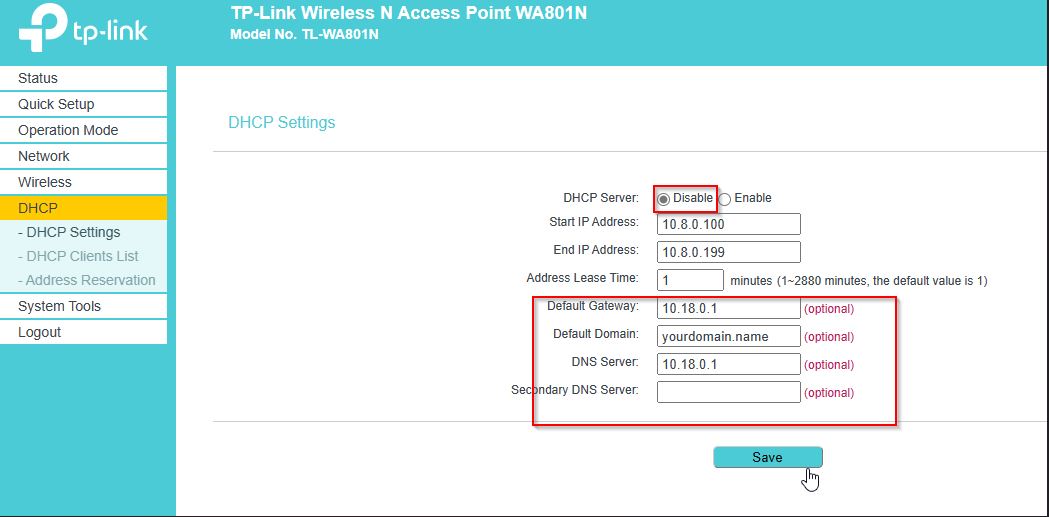 tp-link
TP-Link Wireless N Access Point WA801N
Model No. TL-WA801N
Status
Quick Setup
Operation Mode
Network
Wireless
DHCP
- DHCP Settings
- DHCP Clients List
- Address Reservation
System Tools
Logout
DHCP Settings
DHCP Server: Disable Enable
Start IP Address: 10.8.0.100
End IP Address: 10.8.0.199
Address Lease Time: 1 minutes (1~2880 minutes, the default value is 1)
Default Gateway: 10.18.0.1 (optional)
Default Domain: yourdomain.name (optional)
DNS Server: 10.18.0.1 (optional)
Secondary DNS Server: (optional)
Save